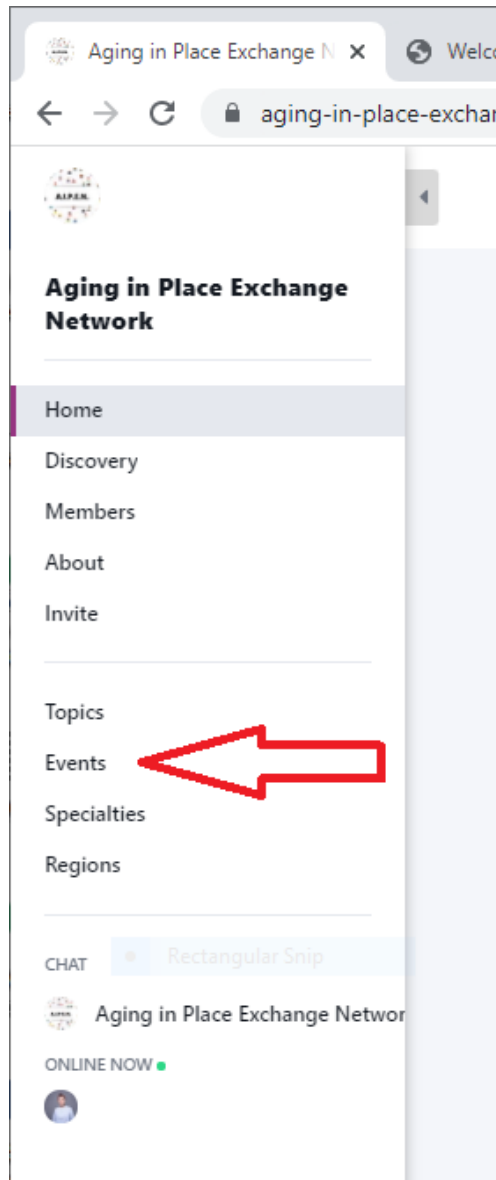 Aging in Place Exchange N
Welco
aging-in-place-exchan
A.I.P.E.N.
Aging in Place Exchange
Network
Home
Discovery
Members
About
Invite
Topics
Events
Specialties
Regions
Rectangular Snip
CHAT
Aging in Place Exchange Networ
ONLINE NOW